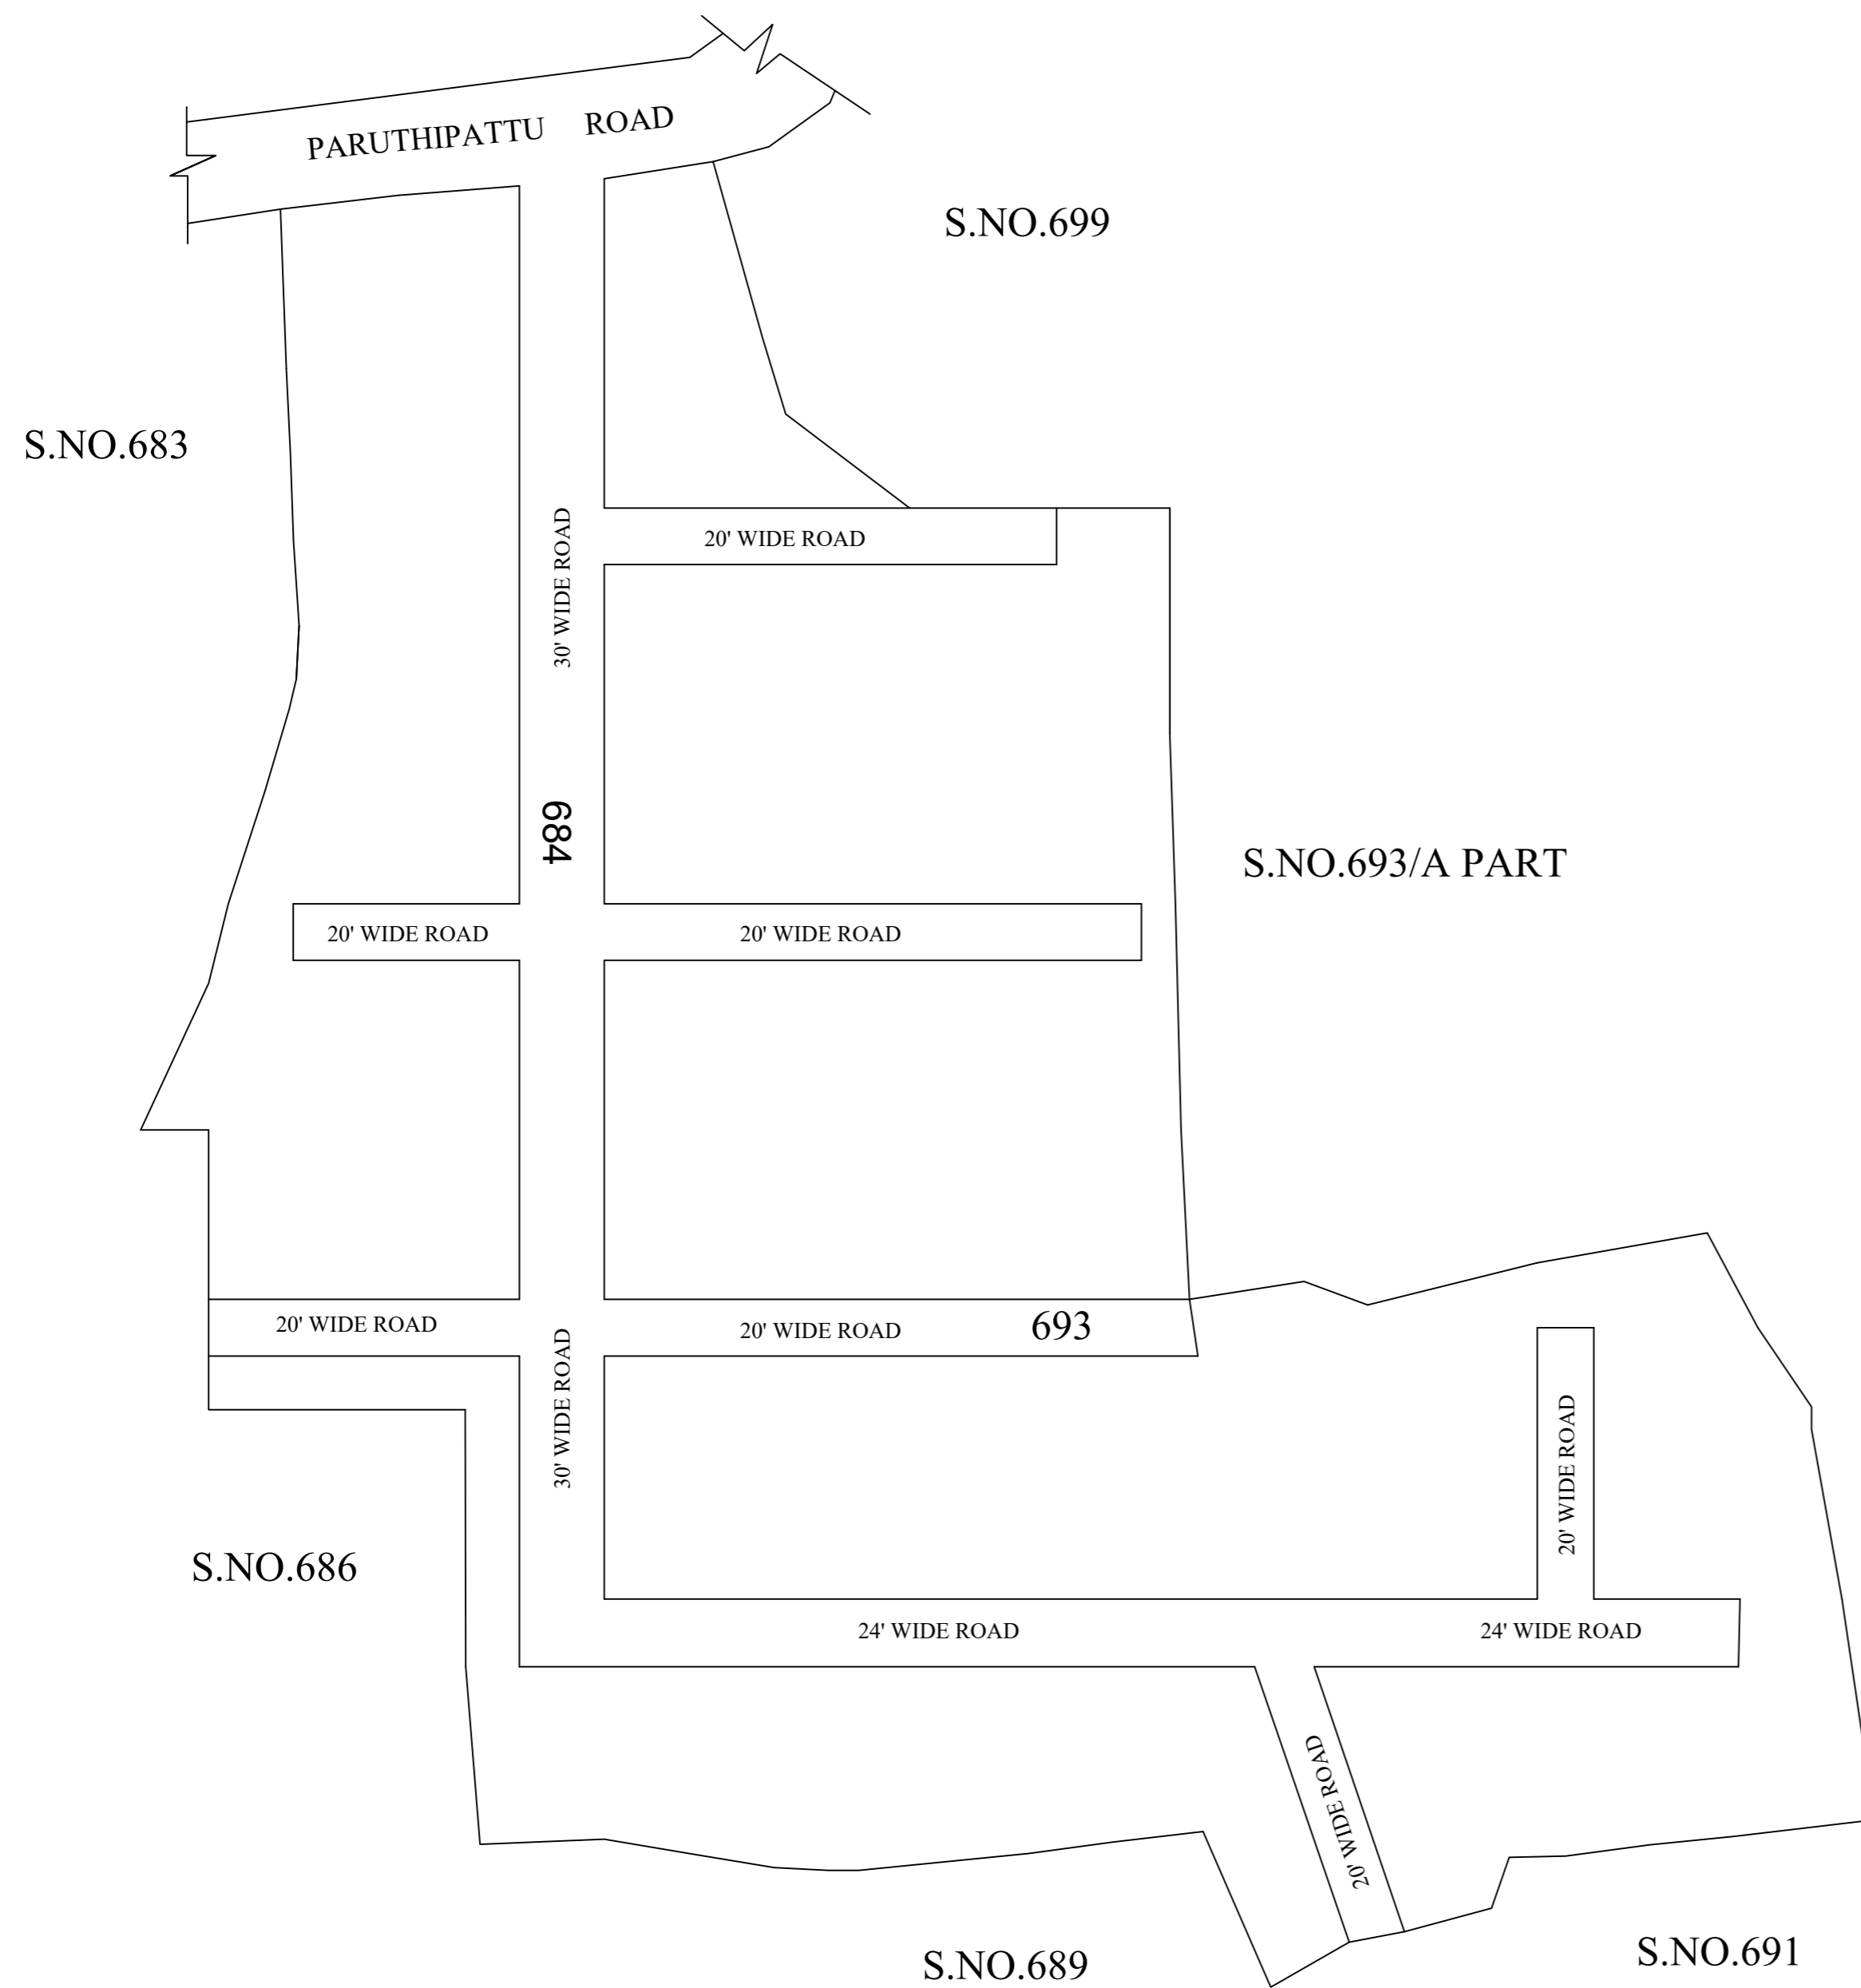 PARUTHIPATTU ROAD
S.NO.699
S.NO.683
30' WIDE ROAD
20' WIDE ROAD
684
S.NO.693/A PART
20' WIDE ROAD
20' WIDE ROAD
20' WIDE ROAD
20' WIDE ROAD
693
30' WIDE ROAD
20' WIDE ROAD
S.NO.686
24' WIDE ROAD
24' WIDE ROAD
20' WIDE ROAD
S.NO.689
S.NO.691